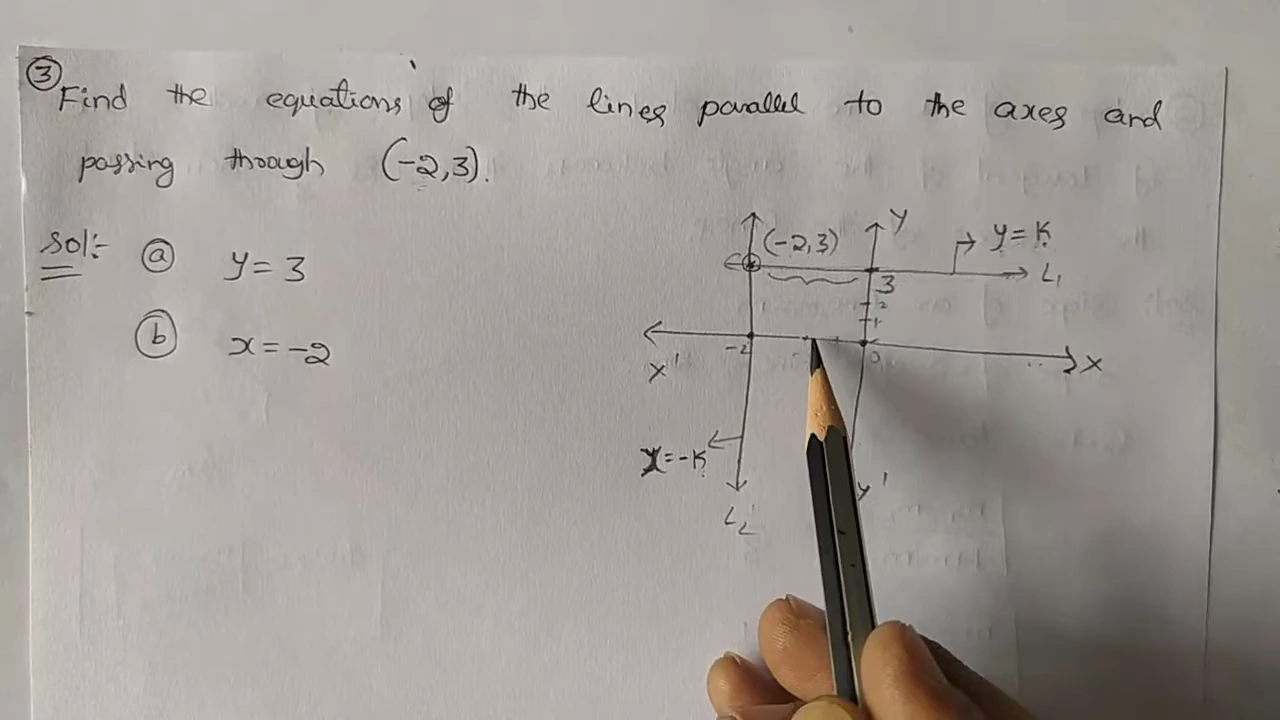 ③ Find the equations of the lines parallel to the axes and
passing though (-2,3).
Sol:- ⓐ y = 3
ⓑ x = -2
Y
(-2,3)
y = K
L₁
3
2
1
-2
0
X'
X
X = -K
Y'
L₂